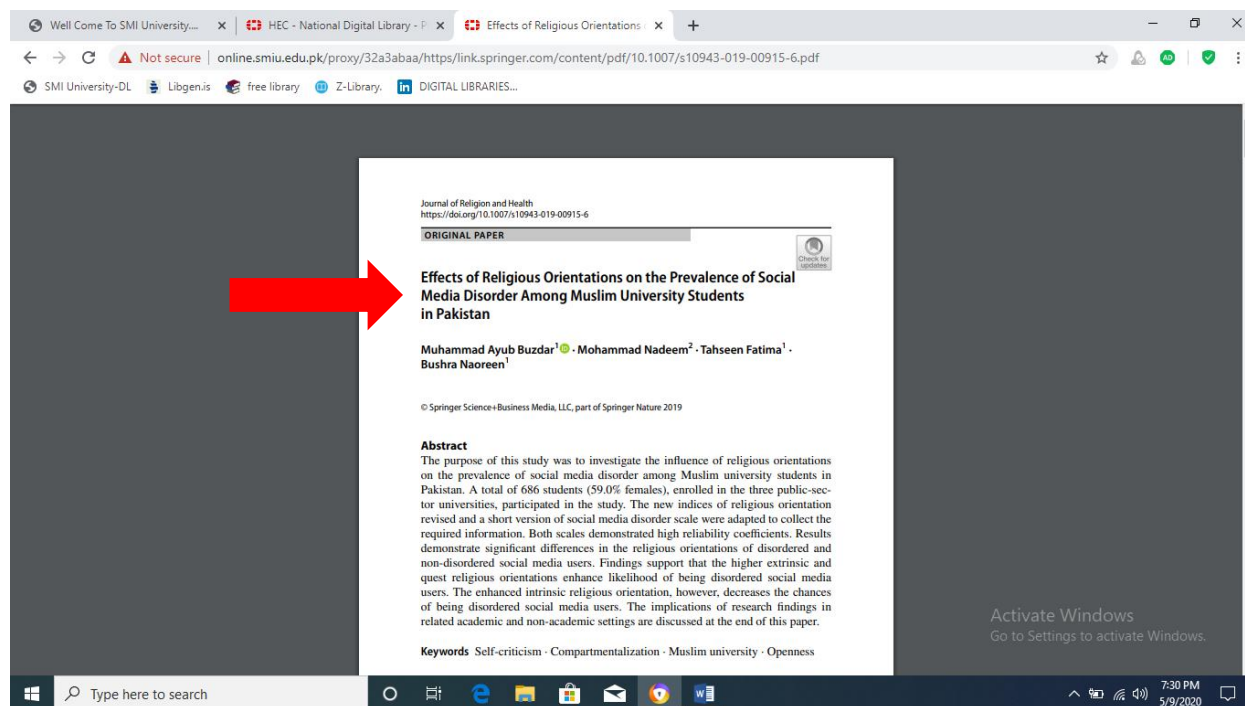 Well Come To SMI University....
HEC - National Digital Library - P
Effects of Religious Orientations
Not secure
online.smiu.edu.pk/proxy/32a3abaa/https/link.springer.com/content/pdf/10.1007/s10943-019-00915-6.pdf
AD
SMI University-DL
Libgen.is
free library
Z-Library.
in
DIGITAL LIBRARIES...
Journal of Religion and Health
https://doi.org/10.1007/s10943-019-00915-6
ORIGINAL PAPER
Check for
updates
Effects of Religious Orientations on the Prevalence of Social
Media Disorder Among Muslim University Students
in Pakistan
Muhammad Ayub Buzdar1 iD · Mohammad Nadeem2 · Tahseen Fatima1 ·
Bushra Naoreen1
© Springer Science+Business Media, LLC, part of Springer Nature 2019
Abstract
The purpose of this study was to investigate the influence of religious orientations
on the prevalence of social media disorder among Muslim university students in
Pakistan. A total of 686 students (59.0% females), enrolled in the three public-sec-
tor universities, participated in the study. The new indices of religious orientation
revised and a short version of social media disorder scale were adapted to collect the
required information. Both scales demonstrated high reliability coefficients. Results
demonstrate significant differences in the religious orientations of disordered and
non-disordered social media users. Findings support that the higher extrinsic and
quest religious orientations enhance likelihood of being disordered social media
users. The enhanced intrinsic religious orientation, however, decreases the chances
of being disordered social media users. The implications of research findings in
related academic and non-academic settings are discussed at the end of this paper.
Keywords Self-criticism · Compartmentalization · Muslim university · Openness
Activate Windows
Go to Settings to activate Windows.
Type here to search
7:30 PM
5/9/2020